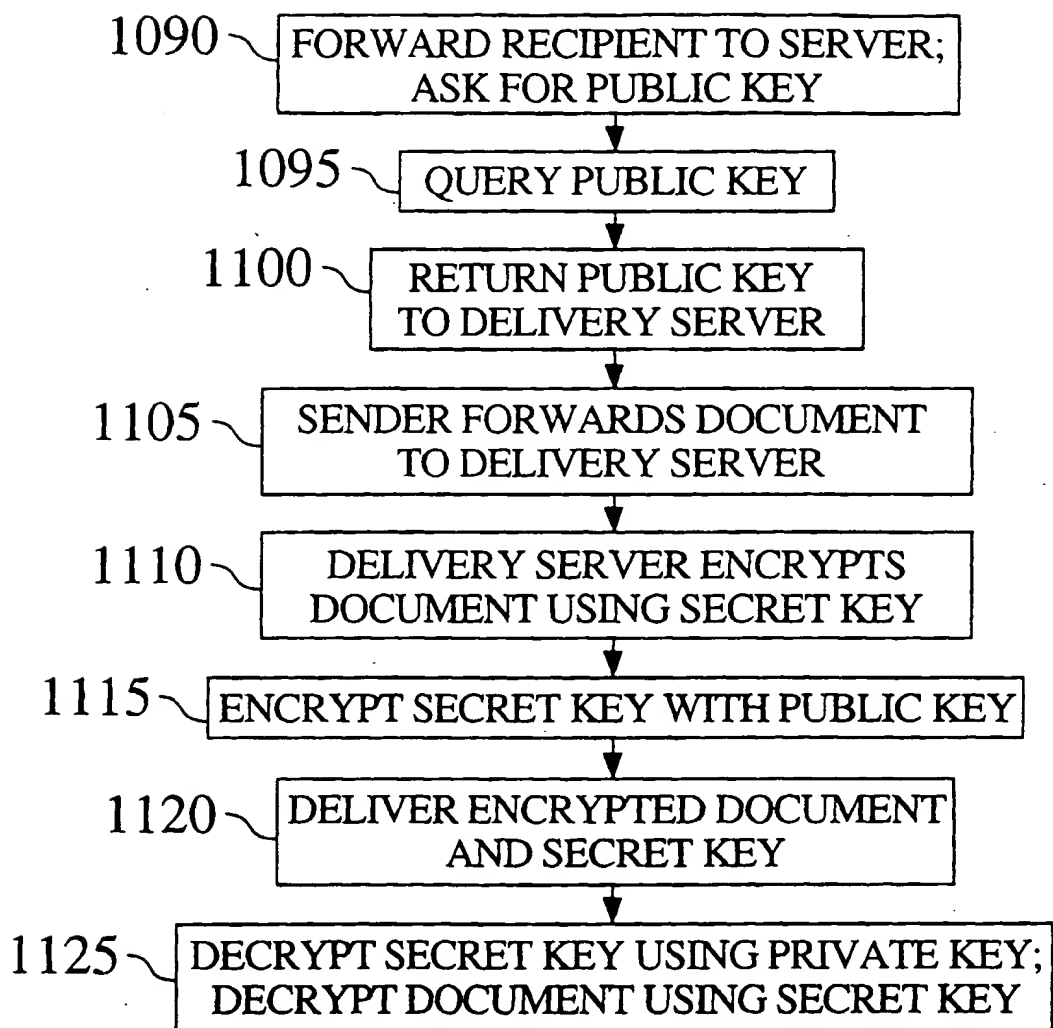 1090
FORWARD RECIPIENT TO SERVER;
ASK FOR PUBLIC KEY
1095
QUERY PUBLIC KEY
1100
RETURN PUBLIC KEY
TO DELIVERY SERVER
1105
SENDER FORWARDS DOCUMENT
TO DELIVERY SERVER
1110
DELIVERY SERVER ENCRYPTS
DOCUMENT USING SECRET KEY
1115
ENCRYPT SECRET KEY WITH PUBLIC KEY
1120
DELIVER ENCRYPTED DOCUMENT
AND SECRET KEY
1125
DECRYPT SECRET KEY USING PRIVATE KEY;
DECRYPT DOCUMENT USING SECRET KEY